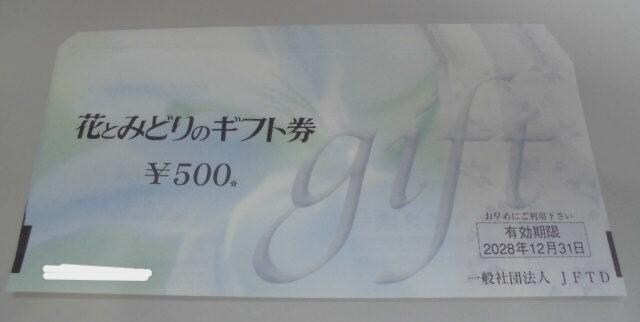 花とみどりのギフト券
¥500☆
gift
お早めにご利用下さい
有効期限
2028年12月31日
一般社団法人 JFTD